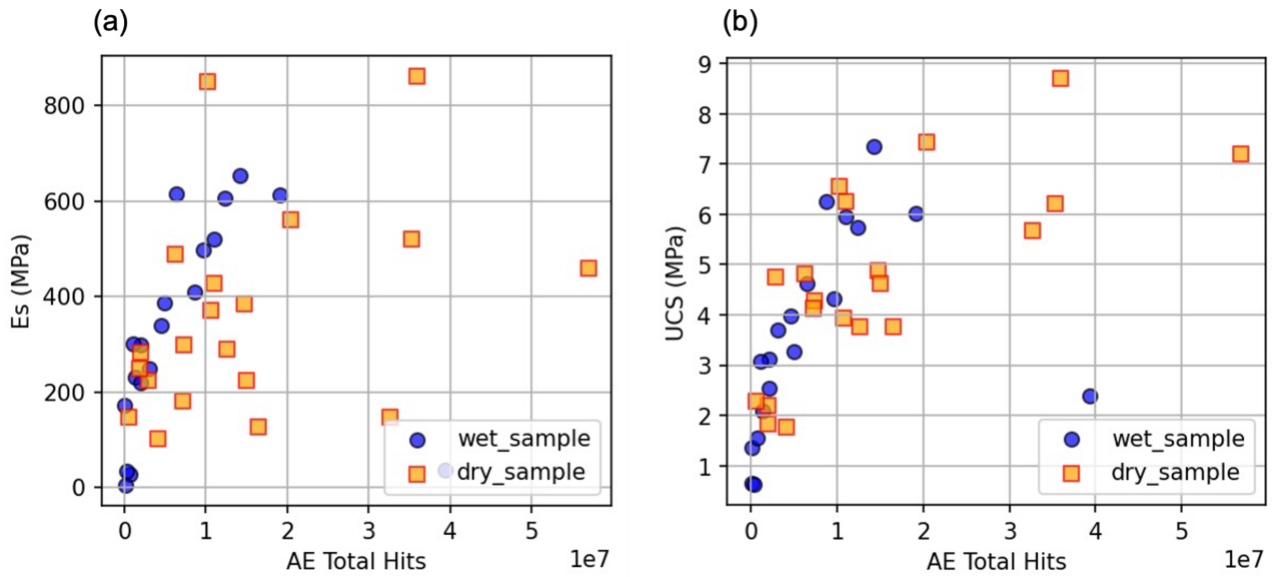 (a)
Es (MPa)
800
600
400
200
0
0 1 2 3 4 5
1e7
AE Total Hits
wet_sample
dry_sample
(b)
UCS (MPa)
9
8
7
6
5
4
3
2
1
0 1 2 3 4 5
1e7
AE Total Hits
wet_sample
dry_sample